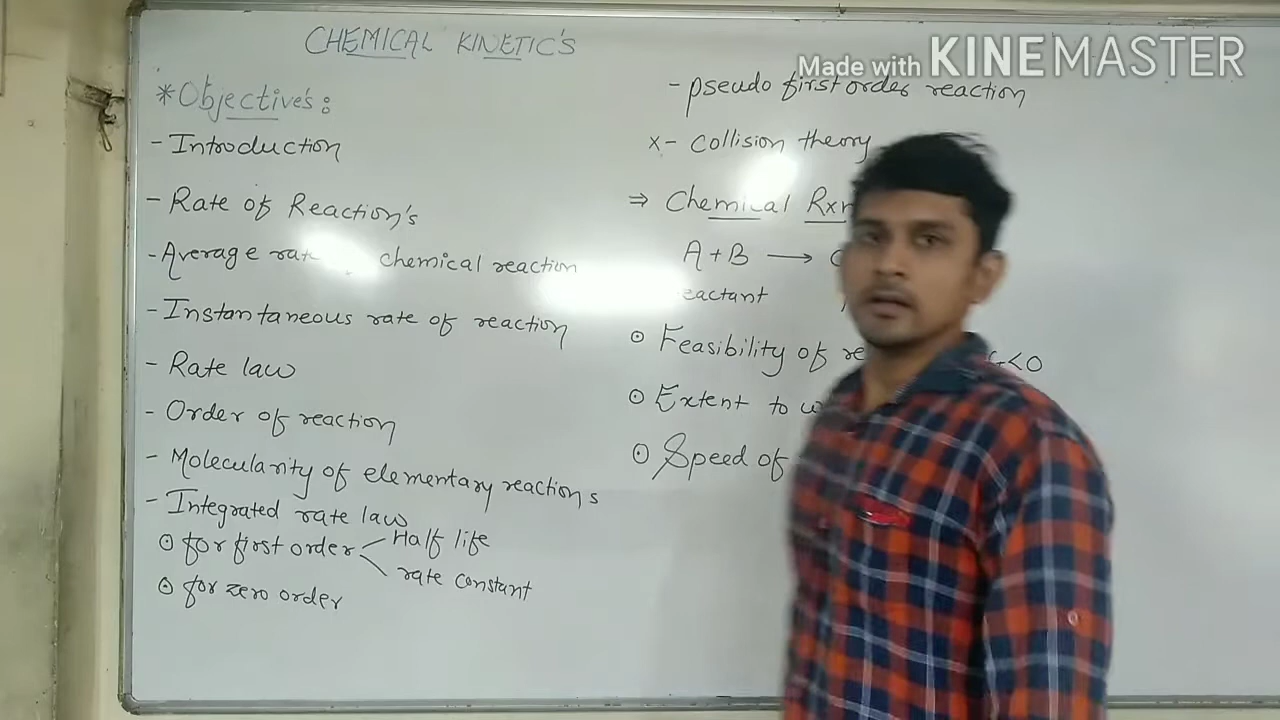 CHEMICAL KINETIC'S
*Objective's:
- Introduction
- Rate of Reaction's
- Average chemical reaction
- Instantaneous rate of reaction
- Rate law
- Order of reaction
- Molecularity of elementary reactions
- Integrated rate law
⊙ for first order Half life
rate constant
⊙ for zero order
Made with KINEMASTER
- pseudo first order reaction
x- collision theory
⇒ Chemical Rxn
A + B →
⊙ Feasibility of <0
⊙ Extent to
⊙ Speed of